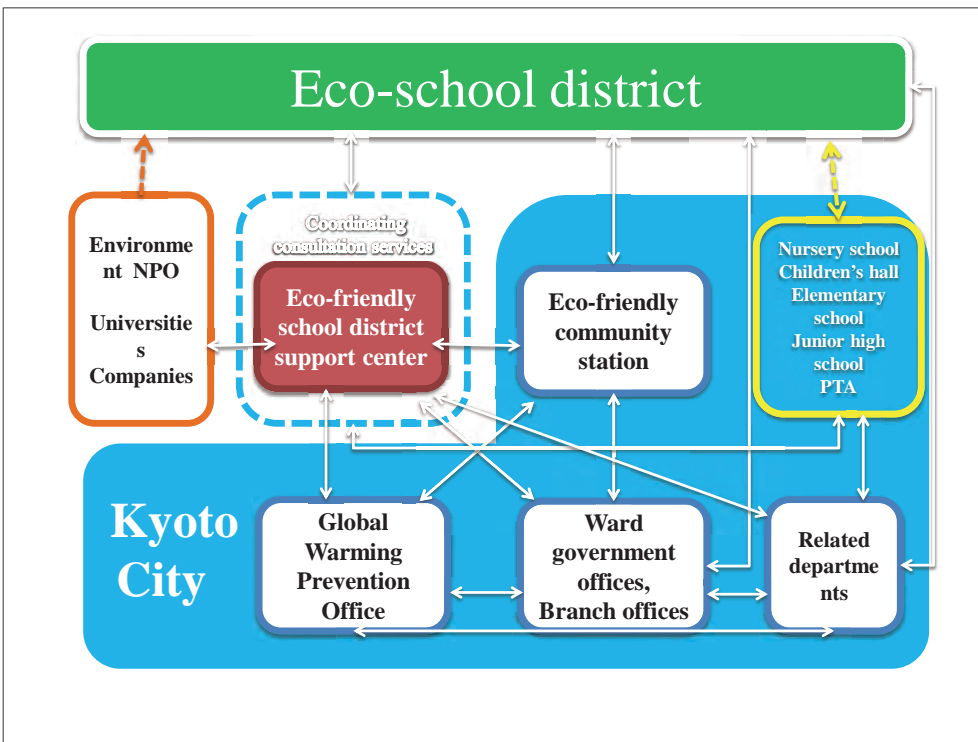 Eco-school district
Environme
nt NPO
Universitie
s
Companies
Coordinating
consultation services
Eco-friendly
school district
support center
Eco-friendly
community
station
Nursery school
Children's hall
Elementary
school
Junior high
school
PTA
Kyoto
City
Global
Warming
Prevention
Office
Ward
government
offices,
Branch offices
Related
departme
nts